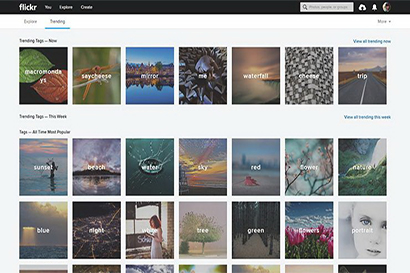 flickr You Explore Create
Photos, people, or groups
Explore Trending More
Trending Tags — Now View all trending now
macromonda
ys
saycheese mirror me waterfall cheese trip
Trending Tags — This Week View all trending this week
Tags — All Time Most Popular
sunset beach water sky red flower nature
blue night white tree green flowers portrait